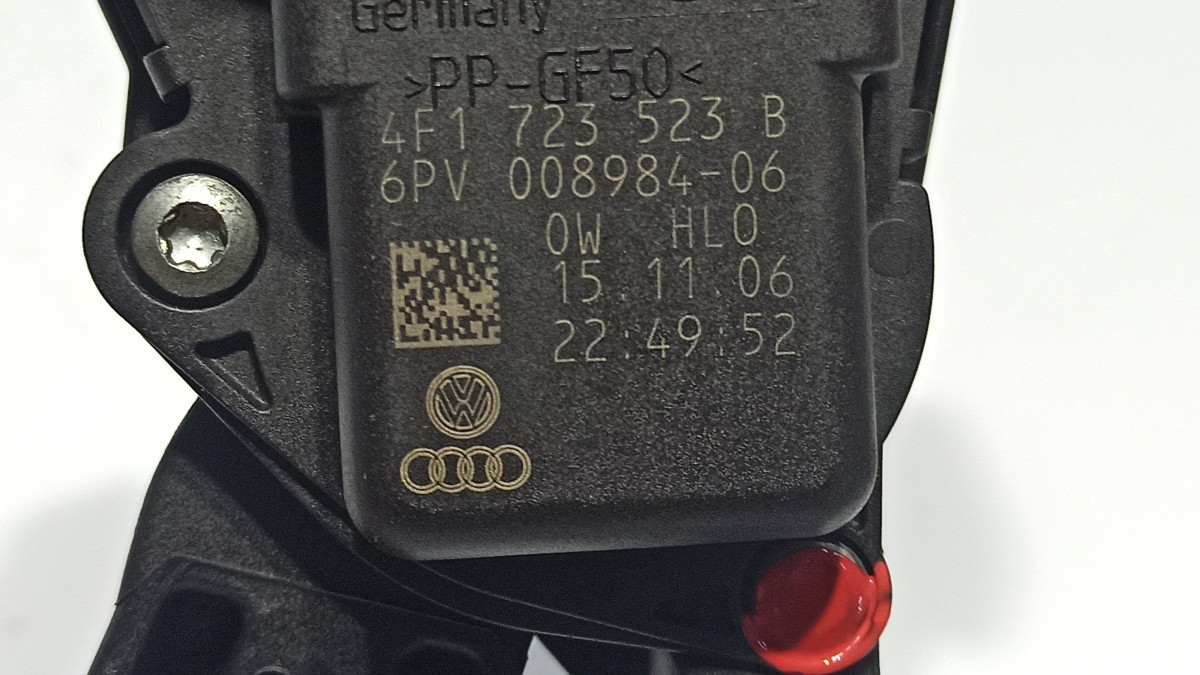 Germany
>PP-GF50<
4F1 723 523 B
6PV 008984-06
0W HL0
15.11.06
22:49:52